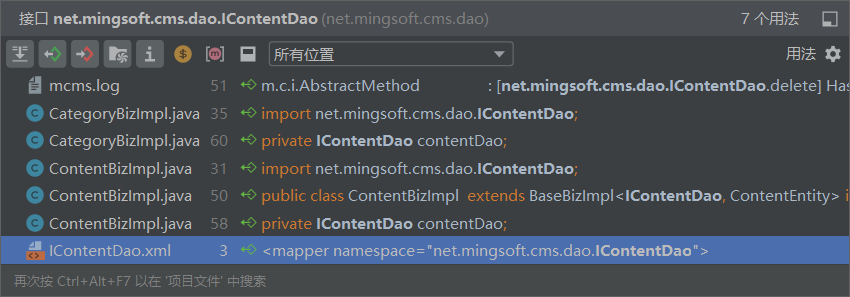 接口 net.mingsoft.cms.dao.IContentDao (net.mingsoft.cms.dao) 7 个用法
所有位置 用法
mcms.log 51 m.c.i.AbstractMethod : [net.mingsoft.cms.dao.IContentDao.delete] Has
CategoryBizImpl.java 35 import net.mingsoft.cms.dao.IContentDao;
CategoryBizImpl.java 60 private IContentDao contentDao;
ContentBizImpl.java 31 import net.mingsoft.cms.dao.IContentDao;
ContentBizImpl.java 50 public class ContentBizImpl extends BaseBizImpl<IContentDao, ContentEntity> i
ContentBizImpl.java 58 private IContentDao contentDao;
IContentDao.xml 3 <mapper namespace="net.mingsoft.cms.dao.IContentDao">
再次按 Ctrl+Alt+F7 以在 '项目文件' 中搜索